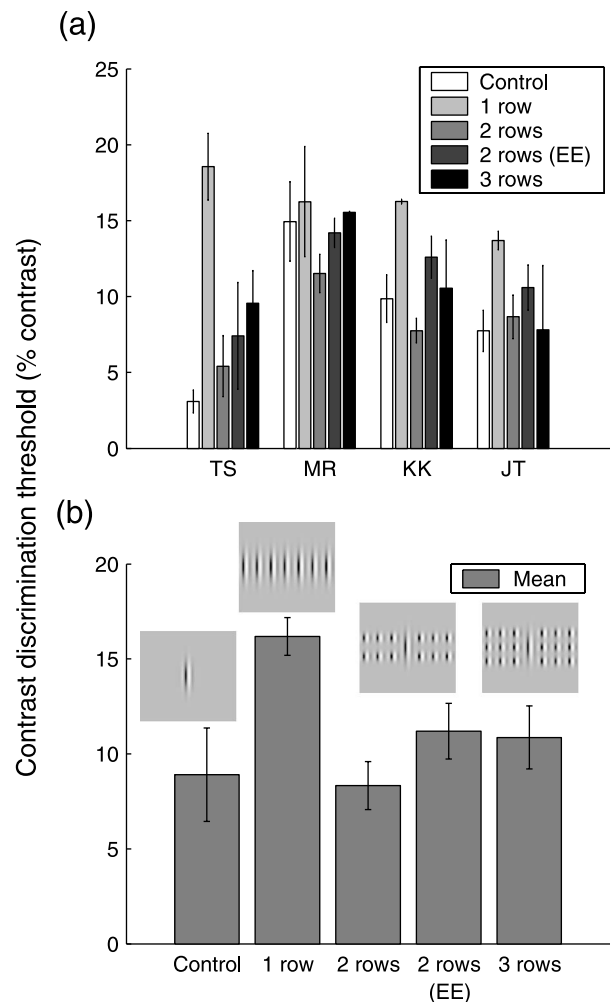 (a)
25
20
15
10
5
0
Control
1 row
2 rows
2 rows (EE)
3 rows
TS MR KK JT
Contrast discrimination threshold (% contrast)
(b)
20
15
10
5
0
Mean
Control 1 row 2 rows 2 rows 3 rows
(EE)